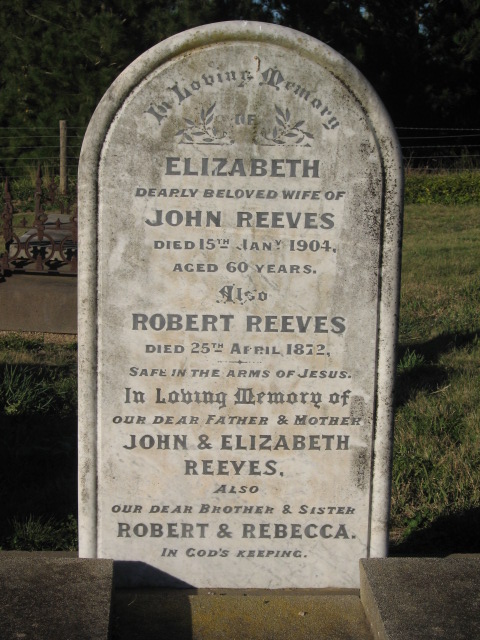 In Loving Memory
OF
ELIZABETH
DEARLY BELOVED WIFE OF
JOHN REEVES
DIED 15TH JANY 1904,
AGED 60 YEARS.
Also
ROBERT REEVES
DIED 25TH APRIL 1872,
SAFE IN THE ARMS OF JESUS.
In Loving Memory of
OUR DEAR FATHER & MOTHER
JOHN & ELIZABETH
REEVES.
ALSO
OUR DEAR BROTHER & SISTER
ROBERT & REBECCA.
IN GOD'S KEEPING.